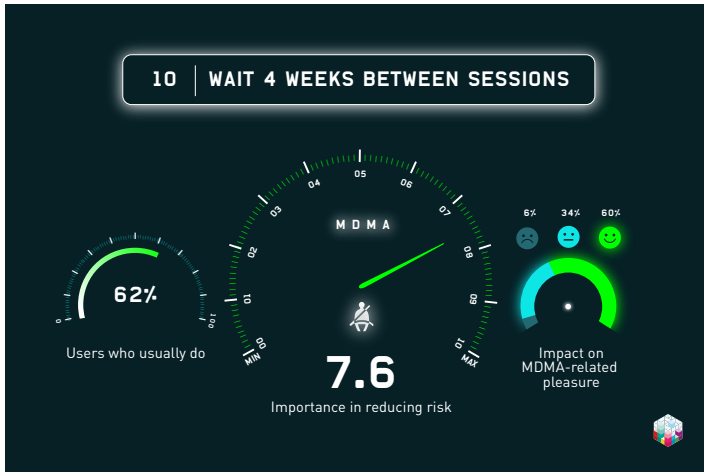 10 | WAIT 4 WEEKS BETWEEN SESSIONS
05
04
06
03
07
MDMA
6%
34%
60%
02
08
62%
01
09
0
100
00
10
MIN
MAX
Users who usually do
7.6
Importance in reducing risk
Impact on
MDMA-related
pleasure